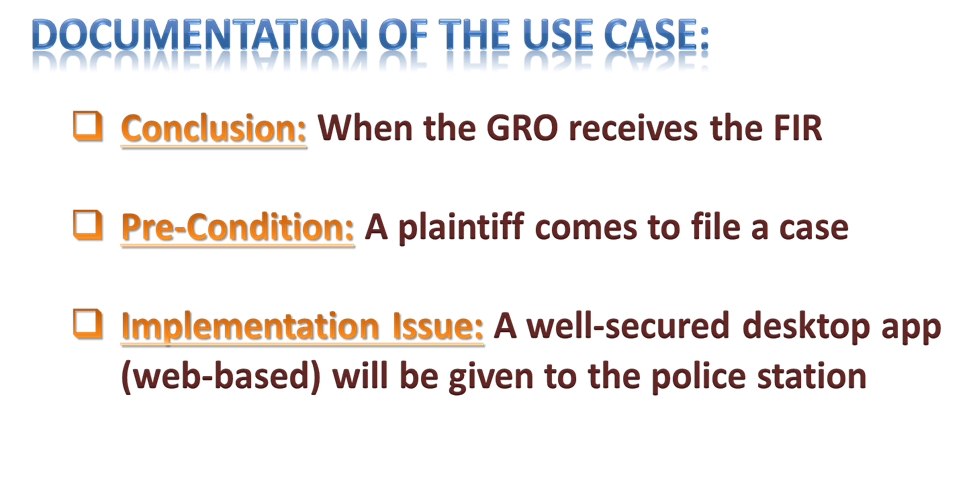 DOCUMENTATION OF THE USE CASE:
Conclusion: When the GRO receives the FIR
Pre-Condition: A plaintiff comes to file a case
Implementation Issue: A well-secured desktop app
(web-based) will be given to the police station